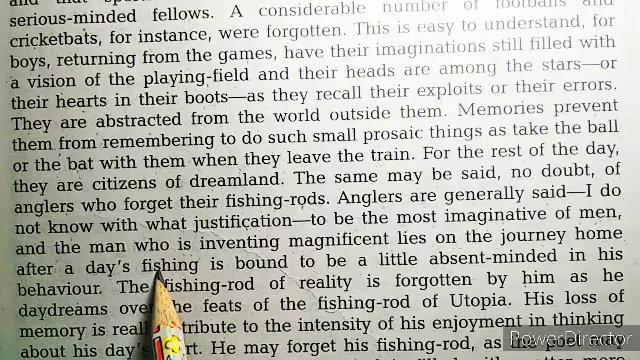 serious-minded fellows. A considerable number of footballs and
cricketbats, for instance, were forgotten. This is easy to understand, for
boys, returning from the games, have their imaginations still filled with
a vision of the playing-field and their heads are among the stars—or
their hearts in their boots—as they recall their exploits or their errors.
They are abstracted from the world outside them. Memories prevent
them from remembering to do such small prosaic things as take the ball
or the bat with them when they leave the train. For the rest of the day,
they are citizens of dreamland. The same may be said, no doubt, of
anglers who forget their fishing-rods. Anglers are generally said—I do
not know with what justification—to be the most imaginative of men,
and the man who is inventing magnificent lies on the journey home
after a day's fishing is bound to be a little absent-minded in his
behaviour. The fishing-rod of reality is forgotten by him as he
daydreams over the feats of the fishing-rod of Utopia. His loss of
memory is really tribute to the intensity of his enjoyment in thinking
about his day's He may forget his fishing-rod, as the poet may
PowerDirector